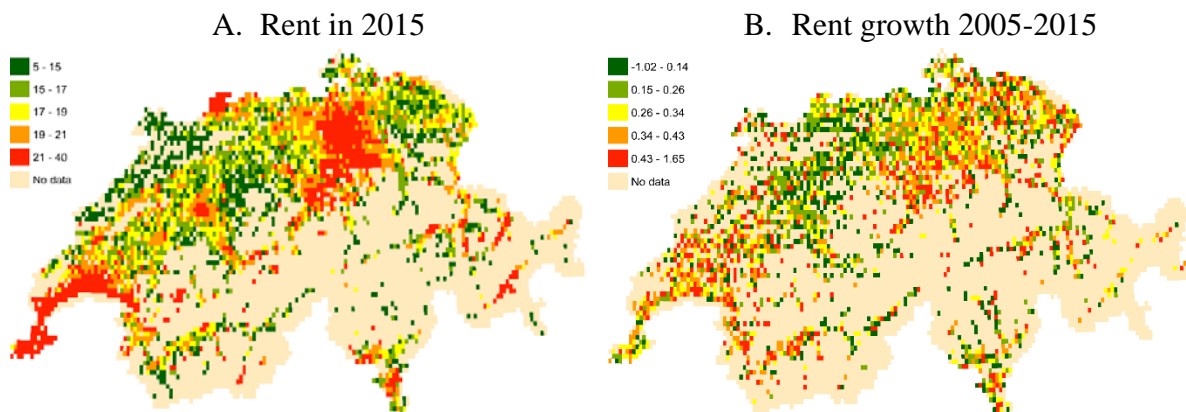 A. Rent in 2015
5 - 15
15 - 17
17 - 19
19 - 21
21 - 40
No data
B. Rent growth 2005-2015
-1.02 - 0.14
0.15 - 0.26
0.26 - 0.34
0.34 - 0.43
0.43 - 1.65
No data